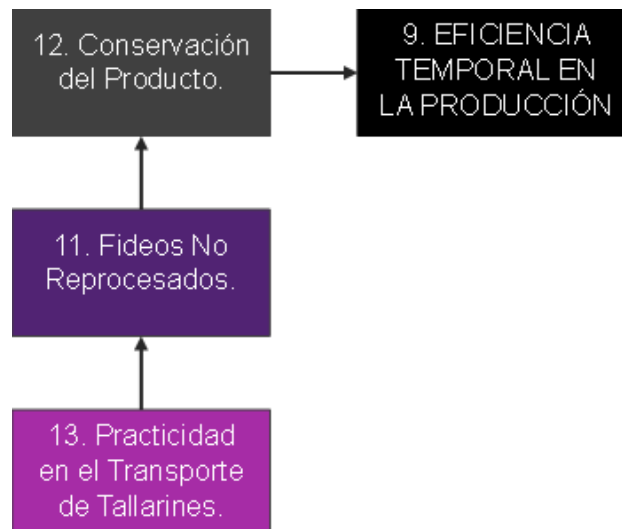 12. Conservación
del Producto.
9. EFICIENCIA
TEMPORAL EN
LA PRODUCCIÓN
11. Fideos No
Reprocesados.
13. Practicidad
en el Transporte
de Tallarines.